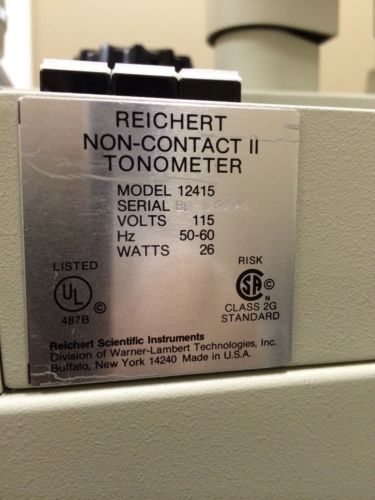 REICHERT
NON-CONTACT II
TONOMETER
MODEL 12415
SERIAL
VOLTS 115
Hz 50-60
WATTS 26
LISTED
UL ©
487B
RISK
SA ©
N
CLASS 2G
STANDARD
Reichert Scientific Instruments
Division of Warner-Lambert Technologies, Inc.
Buffalo, New York 14240 Made in U.S.A.